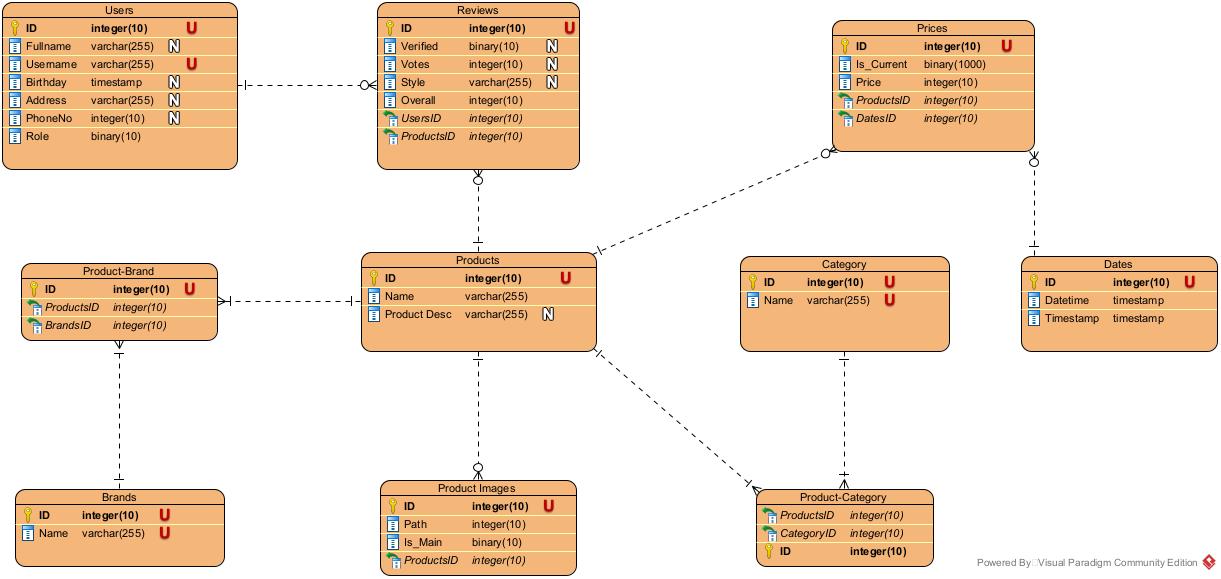 Users
ID integer(10) U
Fullname varchar(255) N
Username varchar(255) U
Birthday timestamp N
Address varchar(255) N
PhoneNo integer(10) N
Role binary(10)
Reviews
ID integer(10) U
Verified binary(10) N
Votes integer(10) N
Style varchar(255) N
Overall integer(10)
UsersID integer(10)
ProductsID integer(10)
Prices
ID integer(10) U
Is_Current binary(1000)
Price integer(10)
ProductsID integer(10)
DatesID integer(10)
Product-Brand
ID integer(10) U
ProductsID integer(10)
BrandsID integer(10)
Products
ID integer(10) U
Name varchar(255)
Product Desc varchar(255) N
Category
ID integer(10) U
Name varchar(255) U
Dates
ID integer(10) U
Datetime timestamp
Timestamp timestamp
Brands
ID integer(10) U
Name varchar(255) U
Product Images
ID integer(10) U
Path integer(10)
Is_Main binary(10)
ProductsID integer(10)
Product-Category
ProductsID integer(10)
CategoryID integer(10)
ID integer(10)
Powered By Visual Paradigm Community Edition